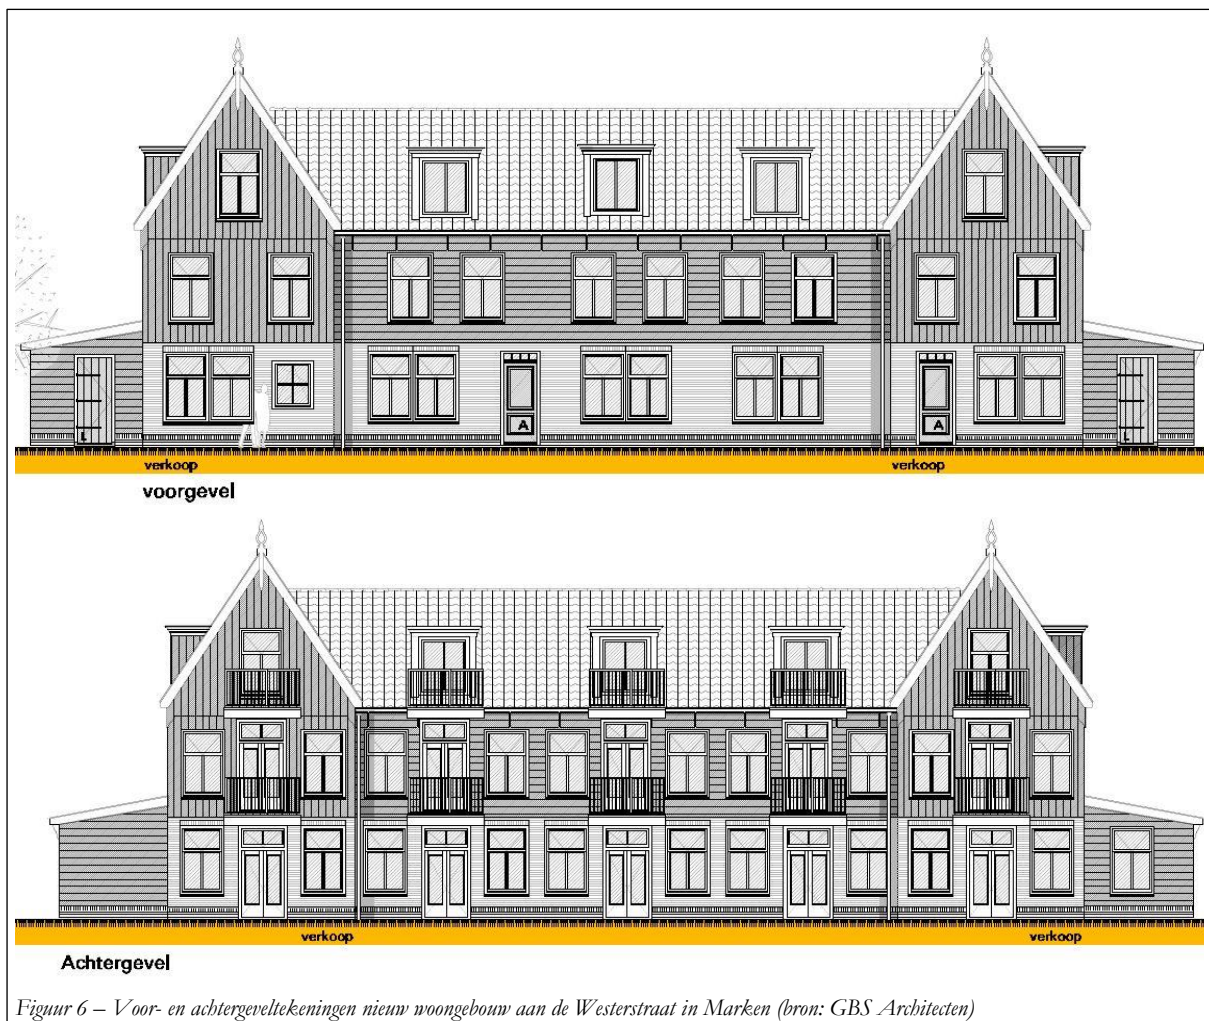 A
A
verkoop
verkoop
voorgevel
verkoop
verkoop
Achtergevel
Figuur 6 – Voor- en achtergeveltekeningen nieuw woongebouw aan de Westerstraat in Marken (bron: GBS Architecten)